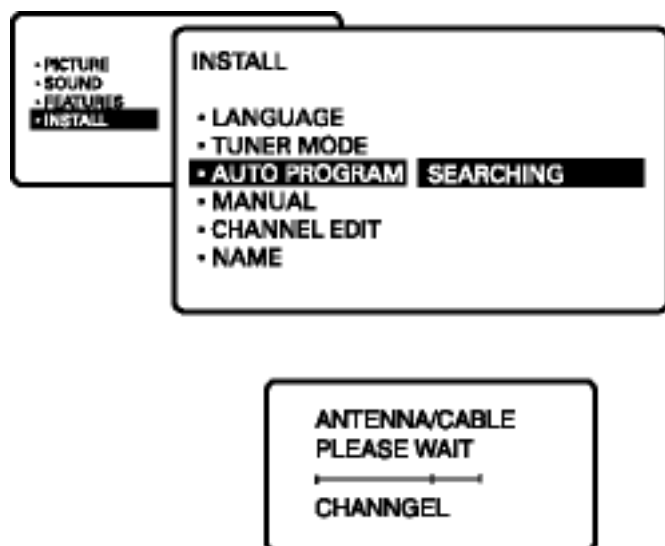 • PICTURE
• SOUND
• FEATURES
• INSTALL
INSTALL
• LANGUAGE
• TUNER MODE
• AUTO PROGRAM SEARCHING
• MANUAL
• CHANNEL EDIT
• NAME
ANTENNA/CABLE
PLEASE WAIT
CHANNGEL